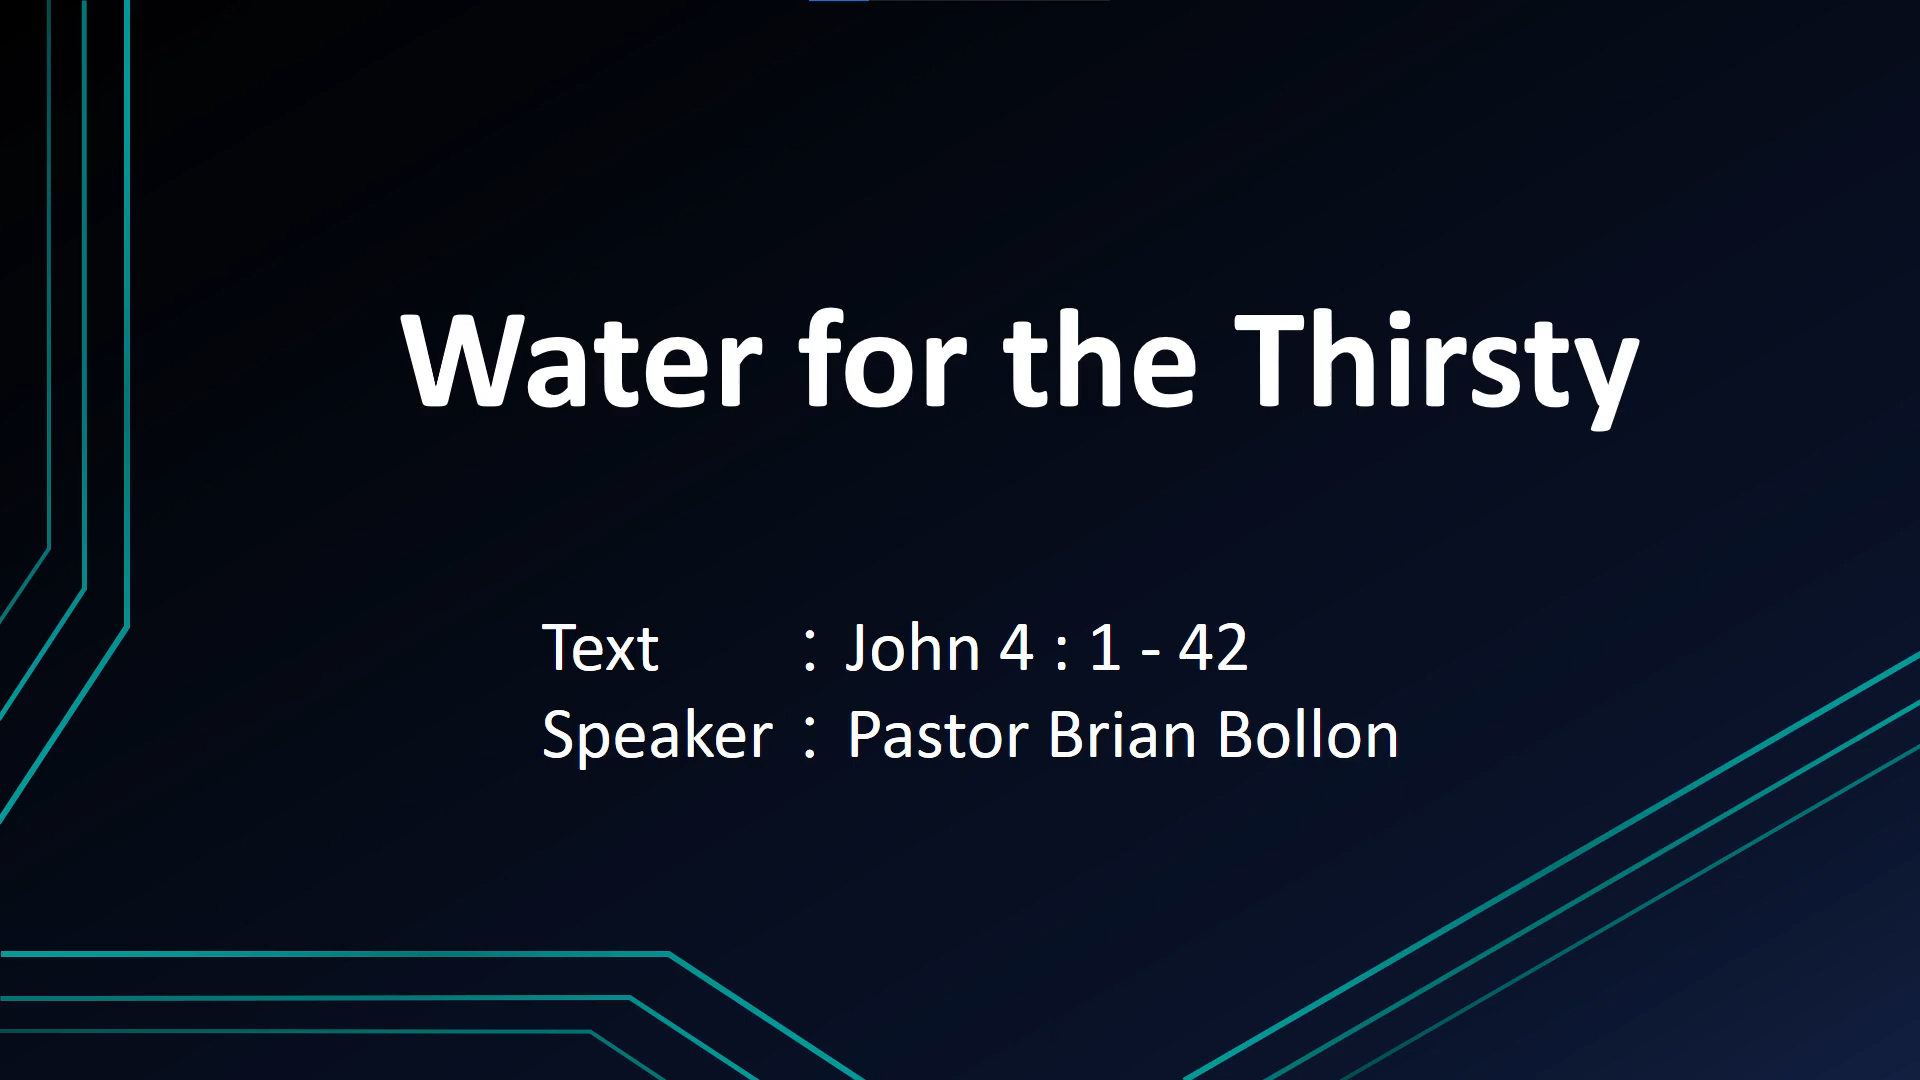 Water for the Thirsty
Text : John 4 : 1 - 42
Speaker : Pastor Brian Bollon